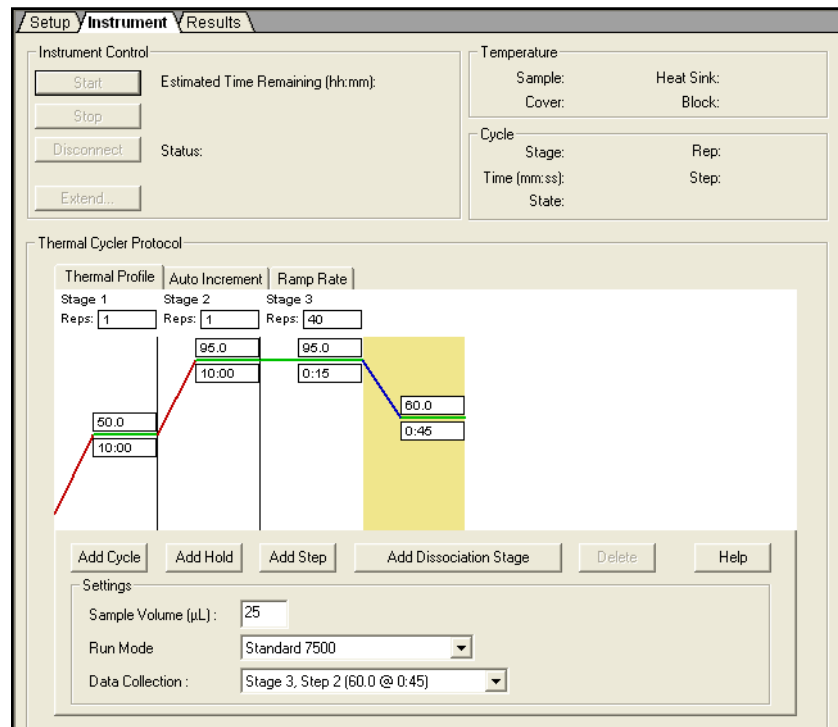 Setup Instrument Results
Instrument Control
Start Estimated Time Remaining (hh:mm):
Stop
Disconnect Status:
Extend...
Temperature
Sample: Heat Sink:
Cover: Block:
Cycle
Stage: Rep:
Time (mm:ss): Step:
State:
Thermal Cycler Protocol
Thermal Profile Auto Increment Ramp Rate
Stage 1 Stage 2 Stage 3
Reps: 1 Reps: 1 Reps: 40
95.0 95.0
10:00 0:15
60.0
50.0 0:45
10:00
Add Cycle Add Hold Add Step Add Dissociation Stage Delete Help
Settings
Sample Volume (µL) : 25
Run Mode Standard 7500
Data Collection : Stage 3, Step 2 (60.0 @ 0:45)